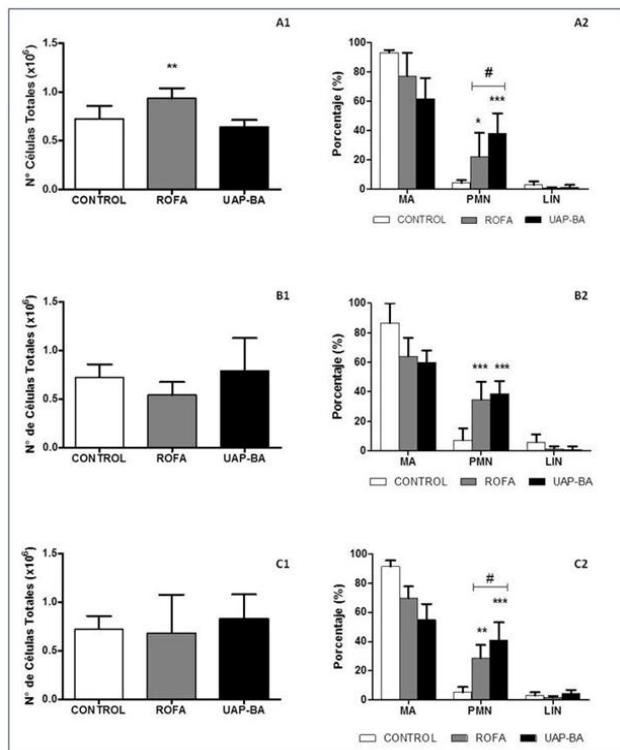 A1
N° Células Totales (x10⁶)
1.5
1.0
0.5
0.0
**
CONTROL ROFA UAP-BA
A2
Porcentaje (%)
100
80
60
40
20
0
#
* ***
MA PMN LIN
CONTROL ROFA UAP-BA
B1
N° de Células Totales (x10⁶)
1.5
1.0
0.5
0.0
CONTROL ROFA UAP-BA
B2
Porcentaje (%)
100
80
60
40
20
0
*** ***
MA PMN LIN
CONTROL ROFA UAP-BA
C1
N° de Células Totales (x10⁶)
1.5
1.0
0.5
0.0
CONTROL ROFA UAP-BA
C2
Porcentaje (%)
100
80
60
40
20
0
#
** ***
MA PMN LIN
CONTROL ROFA UAP-BA